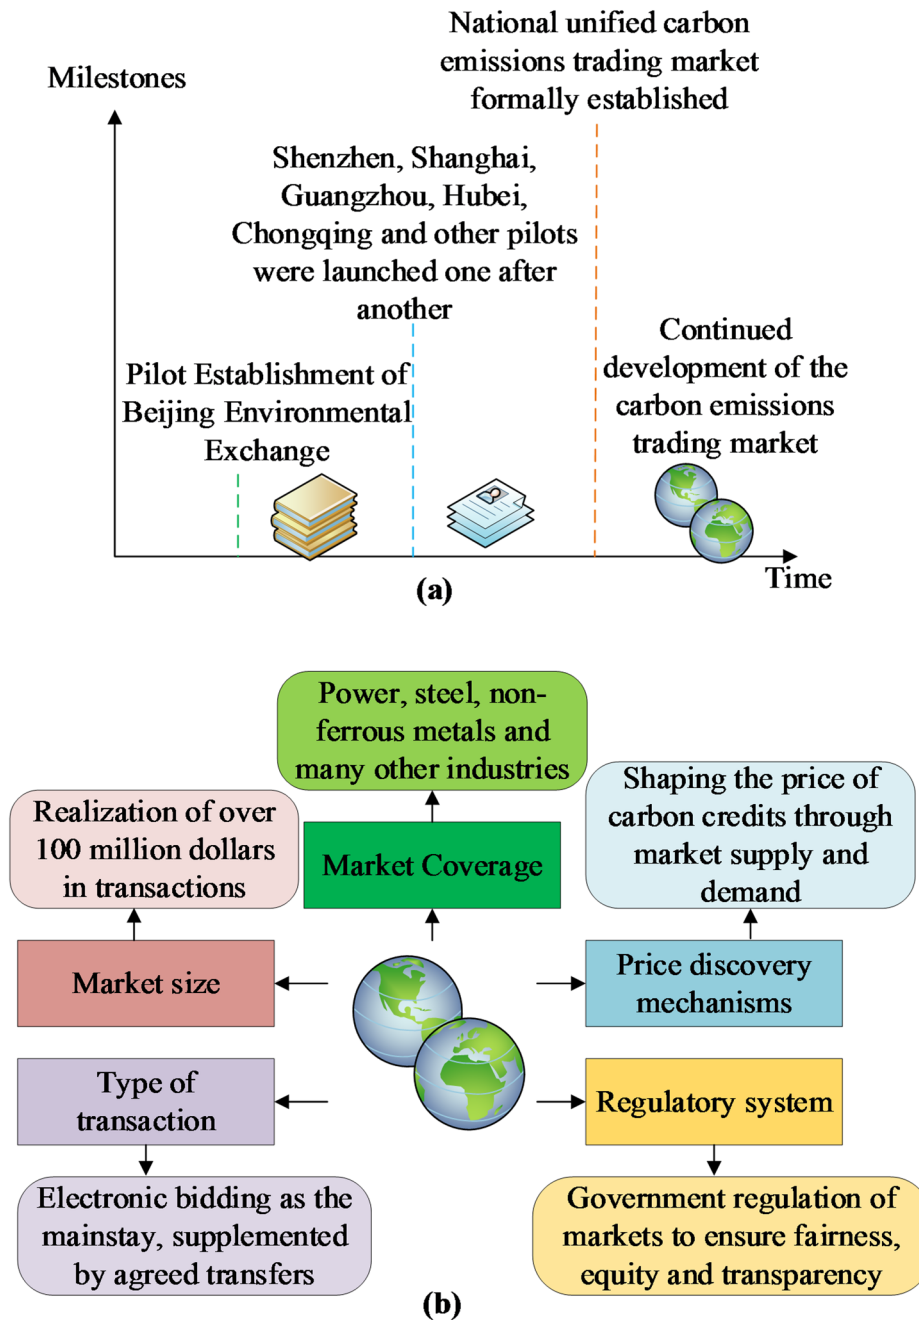 National unified carbon
emissions trading market
formally established
Milestones
Shenzhen, Shanghai,
Guangzhou, Hubei,
Chongqing and other pilots
were launched one after
another
Continued
development of the
carbon emissions
trading market
Pilot Establishment of
Beijing Environmental
Exchange
Time
(a)
Power, steel, non-
ferrous metals and
many other industries
Market Coverage
Realization of over
100 million dollars
in transactions
Market size
Shaping the price of
carbon credits through
market supply and
demand
Price discovery
mechanisms
Type of
transaction
Electronic bidding as the
mainstay, supplemented
by agreed transfers
Regulatory system
Government regulation of
markets to ensure fairness,
equity and transparency
(b)